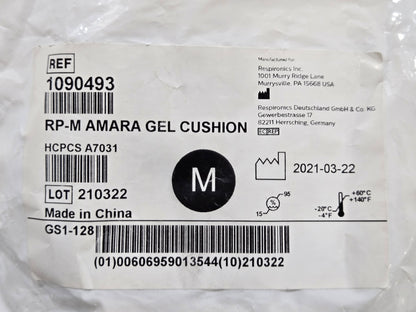 REF
1090493
RP-M AMARA GEL CUSHION
HCPCS A7031
LOT 210322
Made in China
GS1-128
(01)00606959013544(10)210322
M
Manufactured for:
Respironics Inc.
1001 Murry Ridge Lane
Murrysville, PA 15668 USA
Respironics Deutschland GmbH & Co. KG
Gewerbestrasse 17
82211 Herrsching, Germany
EC REP
2021-03-22
15 % 95
-20°C
-4°F
+60°C
+140°F